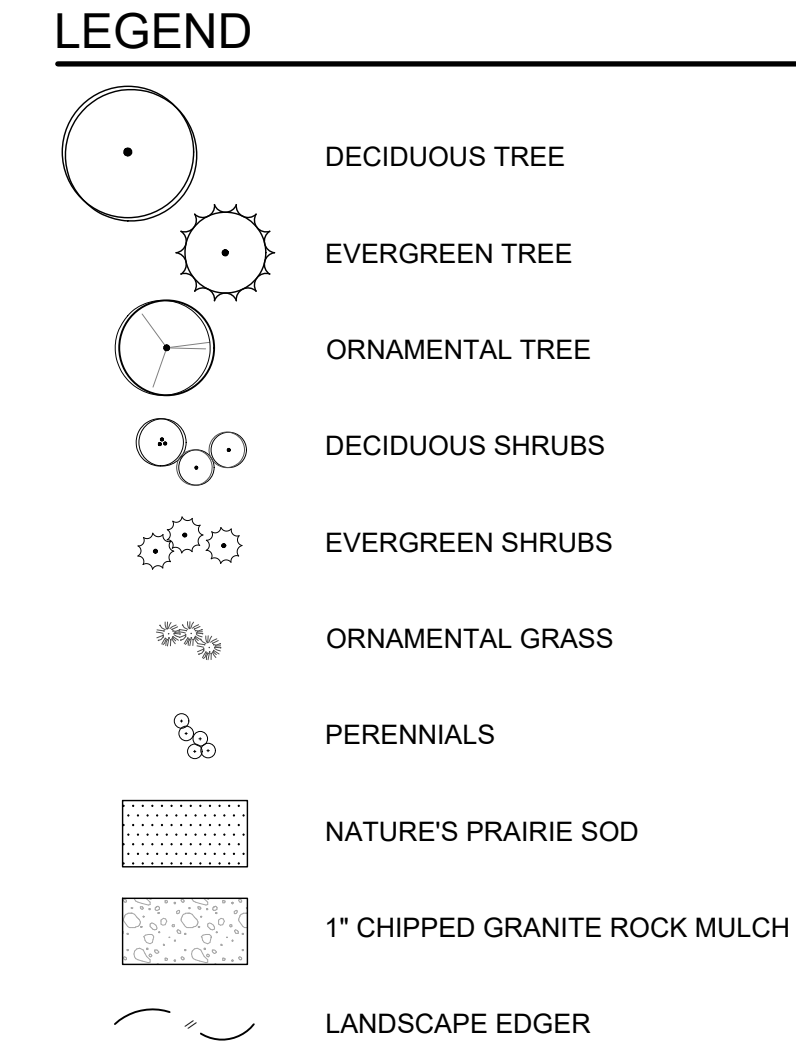 LEGEND
DECIDUOUS TREE
EVERGREEN TREE
ORNAMENTAL TREE
DECIDUOUS SHRUBS
EVERGREEN SHRUBS
ORNAMENTAL GRASS
PERENNIALS
NATURE'S PRAIRIE SOD
1" CHIPPED GRANITE ROCK MULCH
LANDSCAPE EDGER